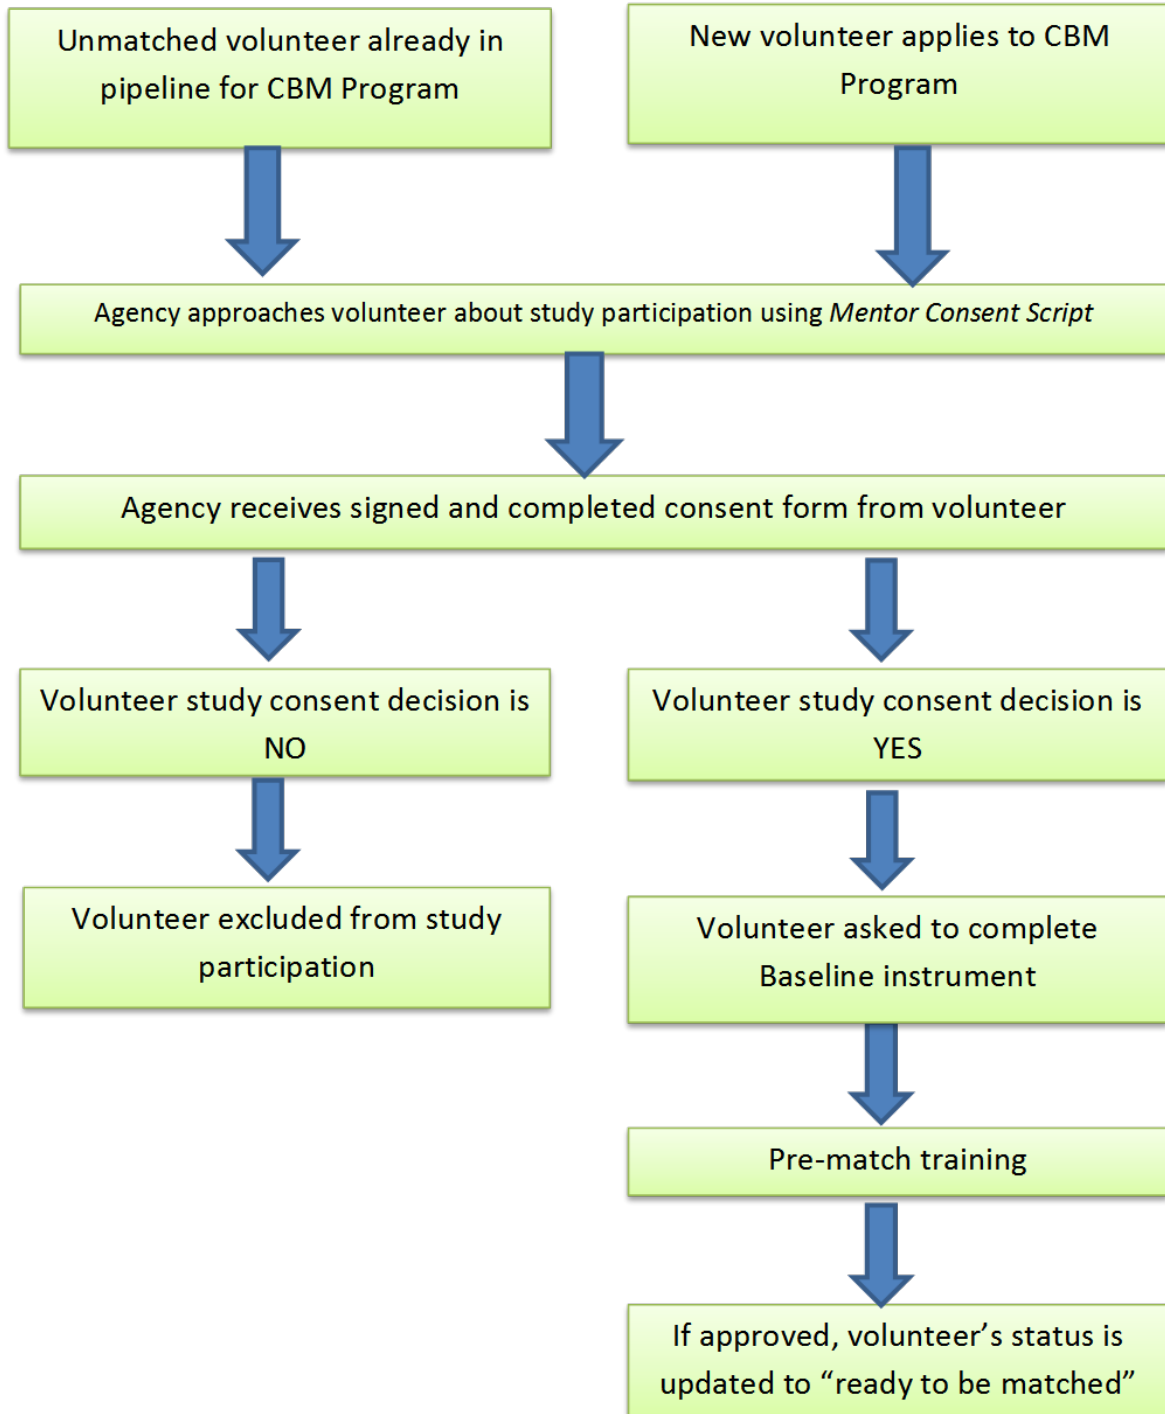 Unmatched volunteer already in
pipeline for CBM Program
New volunteer applies to CBM
Program
Agency approaches volunteer about study participation using Mentor Consent Script
Agency receives signed and completed consent form from volunteer
Volunteer study consent decision is
NO
Volunteer study consent decision is
YES
Volunteer excluded from study
participation
Volunteer asked to complete
Baseline instrument
Pre-match training
If approved, volunteer’s status is
updated to “ready to be matched”